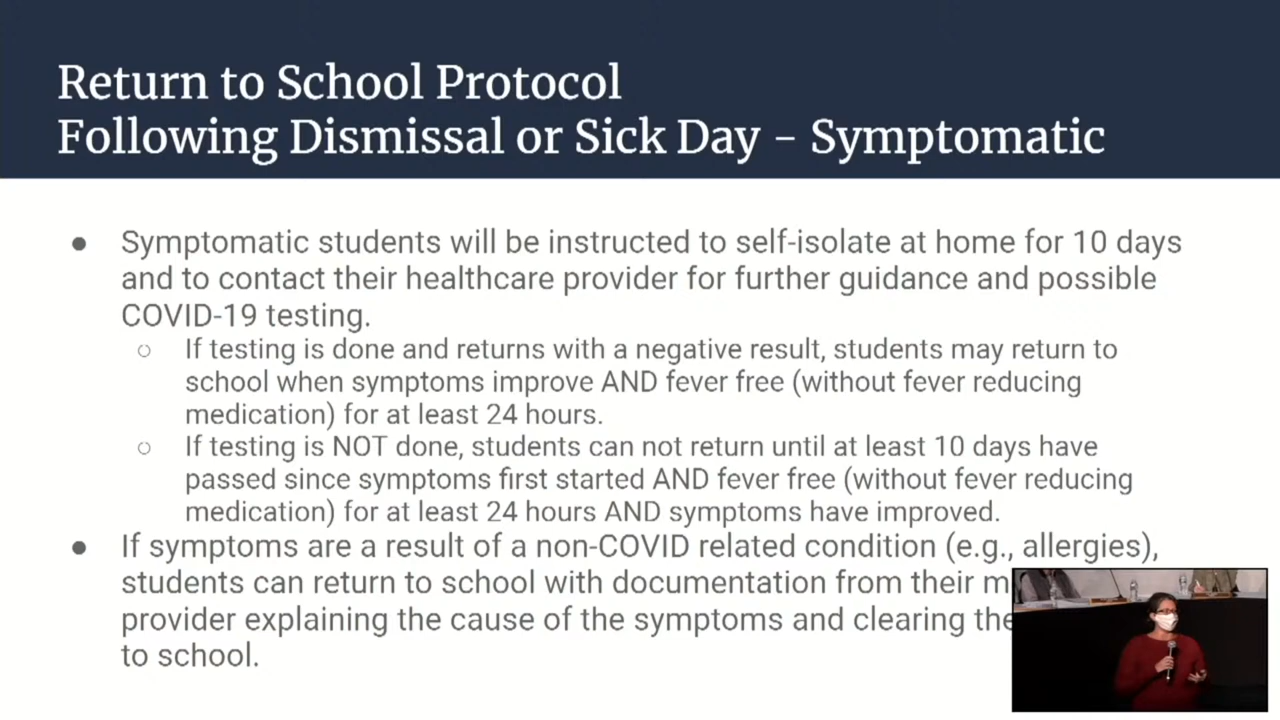 Return to School Protocol
Following Dismissal or Sick Day - Symptomatic
● Symptomatic students will be instructed to self-isolate at home for 10 days
and to contact their healthcare provider for further guidance and possible
COVID-19 testing.
○ If testing is done and returns with a negative result, students may return to
school when symptoms improve AND fever free (without fever reducing
medication) for at least 24 hours.
○ If testing is NOT done, students can not return until at least 10 days have
passed since symptoms first started AND fever free (without fever reducing
medication) for at least 24 hours AND symptoms have improved.
● If symptoms are a result of a non-COVID related condition (e.g., allergies),
students can return to school with documentation from their
provider explaining the cause of the symptoms and clearing
to school.